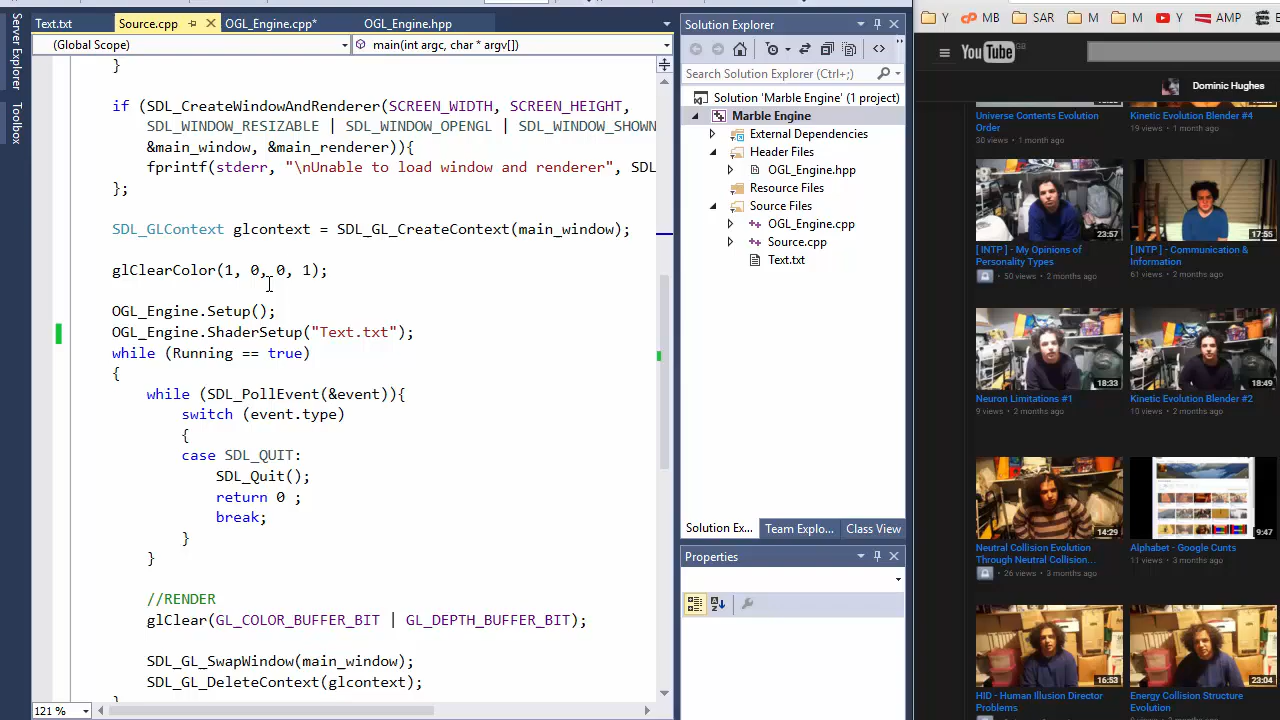 Text.txt
Source.cpp
OGL_Engine.cpp*
OGL_Engine.hpp
(Global Scope)
main(int argc, char * argv[])
Server Explorer
Toolbox
}
if (SDL_CreateWindowAndRenderer(SCREEN_WIDTH, SCREEN_HEIGHT,
SDL_WINDOW_RESIZABLE | SDL_WINDOW_OPENGL | SDL_WINDOW_SHOWN
&main_window, &main_renderer)){
fprintf(stderr, "\nUnable to load window and renderer", SDL
};
SDL_GLContext glcontext = SDL_GL_CreateContext(main_window);
glClearColor(1, 0, 0, 1);
OGL_Engine.Setup();
OGL_Engine.ShaderSetup("Text.txt");
while (Running == true)
{
while (SDL_PollEvent(&event)){
switch (event.type)
{
case SDL_QUIT:
SDL_Quit();
return 0 ;
break;
}
}
//RENDER
glClear(GL_COLOR_BUFFER_BIT | GL_DEPTH_BUFFER_BIT);
SDL_GL_SwapWindow(main_window);
SDL_GL_DeleteContext(glcontext);
121 %
Solution Explorer
Search Solution Explorer (Ctrl+;)
Solution 'Marble Engine' (1 project)
Marble Engine
External Dependencies
Header Files
OGL_Engine.hpp
Resource Files
Source Files
OGL_Engine.cpp
Source.cpp
Text.txt
Solution Ex...
Team Explo...
Class View
Properties
Y
MB
SAR
M
M
Y
AMP
E
YouTube GB
Dominic Hughes
Universe Contents Evolution
Order
30 views • 1 month ago
Kinetic Evolution Blender #4
19 views • 1 month ago
23:57
[ INTP ] - My Opinions of
Personality Types
• 50 views • 2 months ago
17:55
[ INTP ] - Communication &
Information
61 views • 2 months ago
18:33
Neuron Limitations #1
9 views • 2 months ago
18:49
Kinetic Evolution Blender #2
10 views • 2 months ago
14:29
Neutral Collision Evolution
Through Neutral Collision...
• 26 views • 3 months ago
9:47
Alphabet - Google Cunts
11 views • 3 months ago
16:53
HID - Human Illusion Director
Problems
23:04
Energy Collision Structure
Evolution